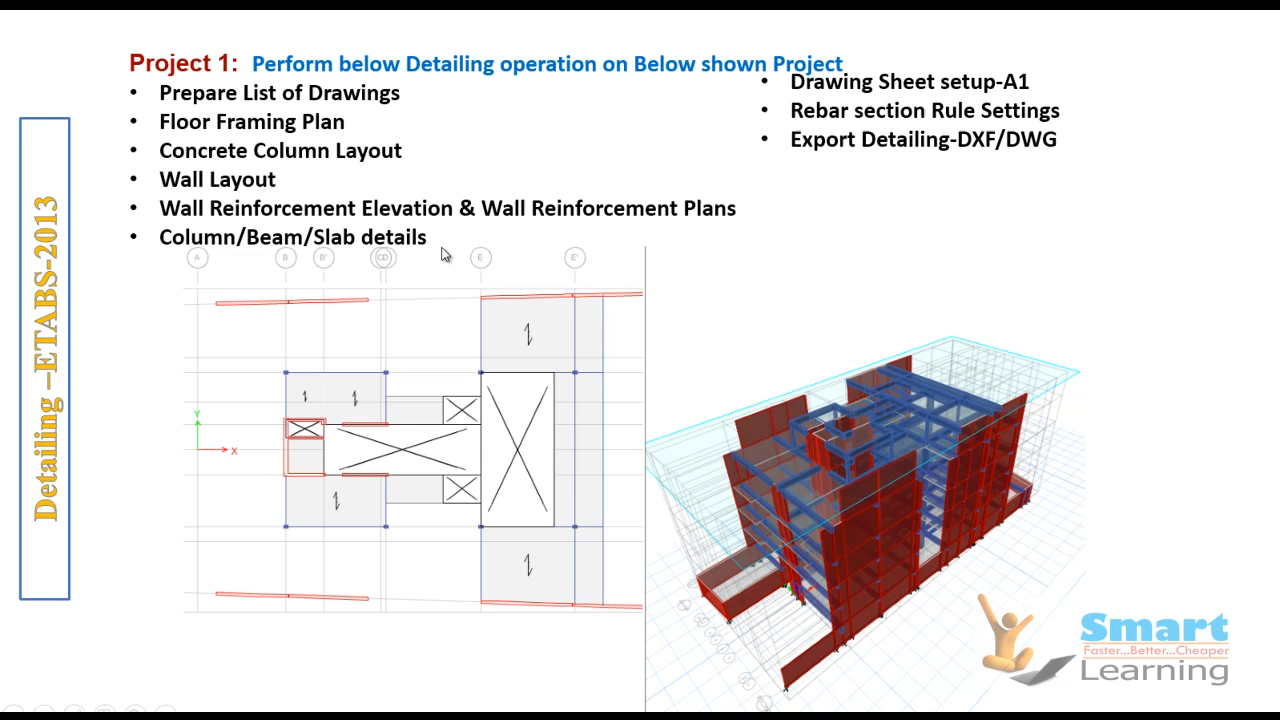 Project 1: Perform below Detailing operation on Below shown Project
• Prepare List of Drawings
• Floor Framing Plan
• Concrete Column Layout
• Wall Layout
• Wall Reinforcement Elevation & Wall Reinforcement Plans
• Column/Beam/Slab details
• Drawing Sheet setup-A1
• Rebar section Rule Settings
• Export Detailing-DXF/DWG
Detailing –ETABS-2013
A B B' E E'
Y
X
Smart
Faster...Better...Cheaper
Learning